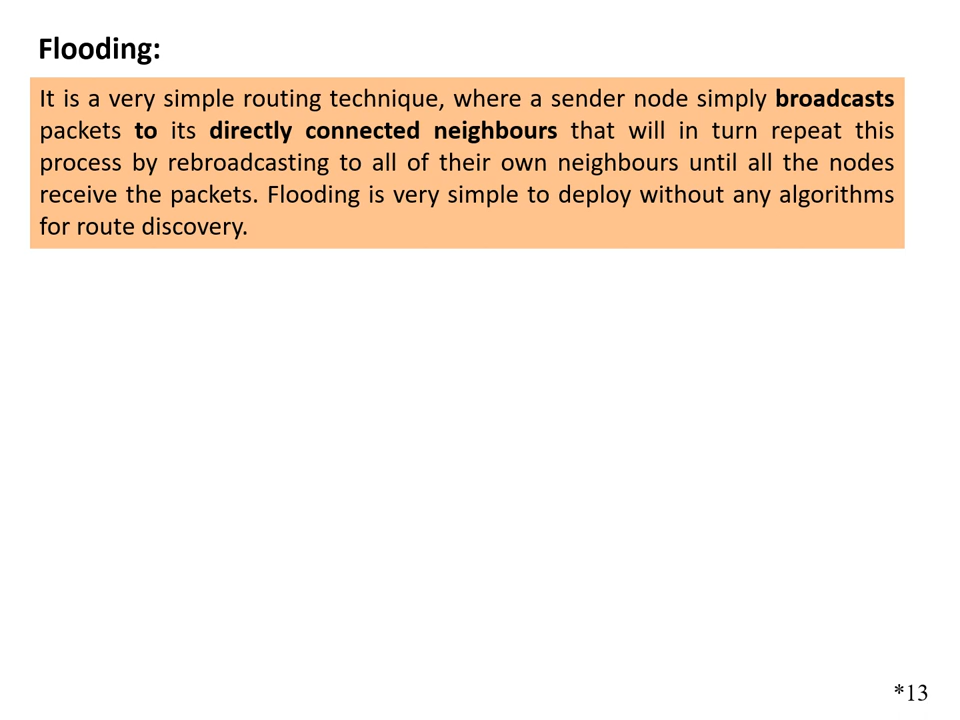 Flooding:
It is a very simple routing technique, where a sender node simply broadcasts
packets to its directly connected neighbours that will in turn repeat this
process by rebroadcasting to all of their own neighbours until all the nodes
receive the packets. Flooding is very simple to deploy without any algorithms
for route discovery.
*13